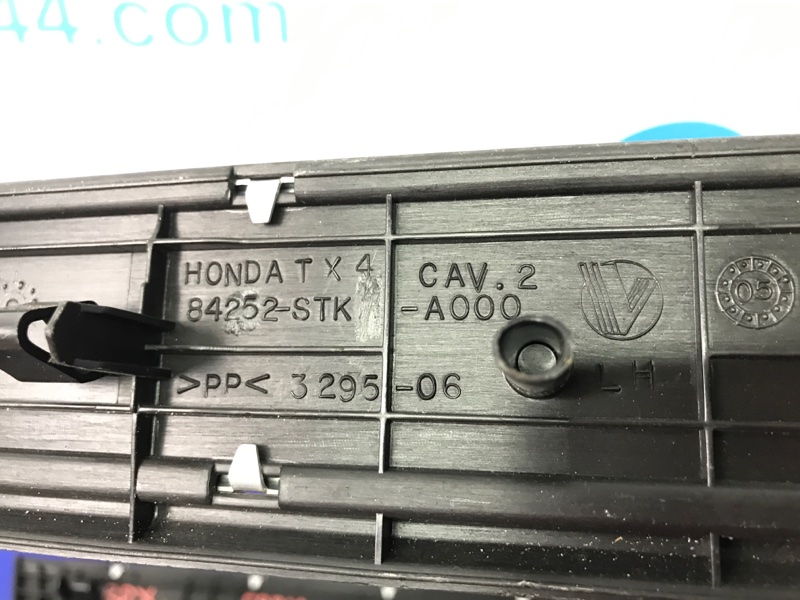 44.com
HONDA T X 4 CAV. 2
84252-STK -A000
05
>PP< 3295-06 LH